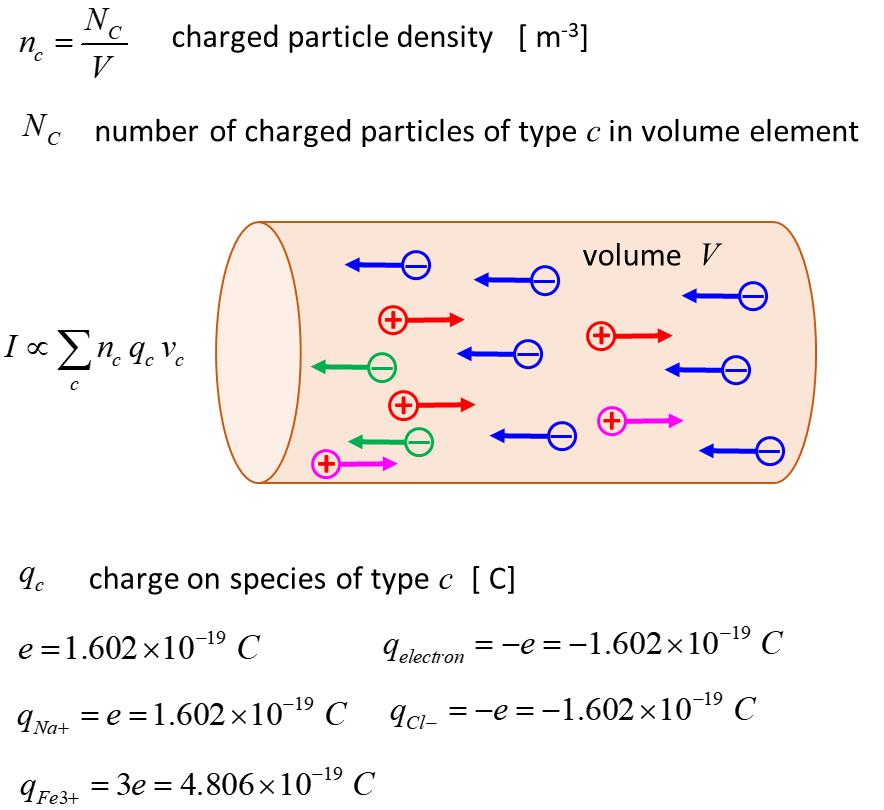 n_c = N_C / V charged particle density [ m⁻³]
N_C number of charged particles of type c in volume element
volume V
I ∝ ∑_c n_c q_c v_c
q_c charge on species of type c [ C]
e = 1.602×10⁻¹⁹ C q_electron = −e = −1.602×10⁻¹⁹ C
q_Na+ = e = 1.602×10⁻¹⁹ C q_Cl− = −e = −1.602×10⁻¹⁹ C
q_Fe3+ = 3e = 4.806×10⁻¹⁹ C